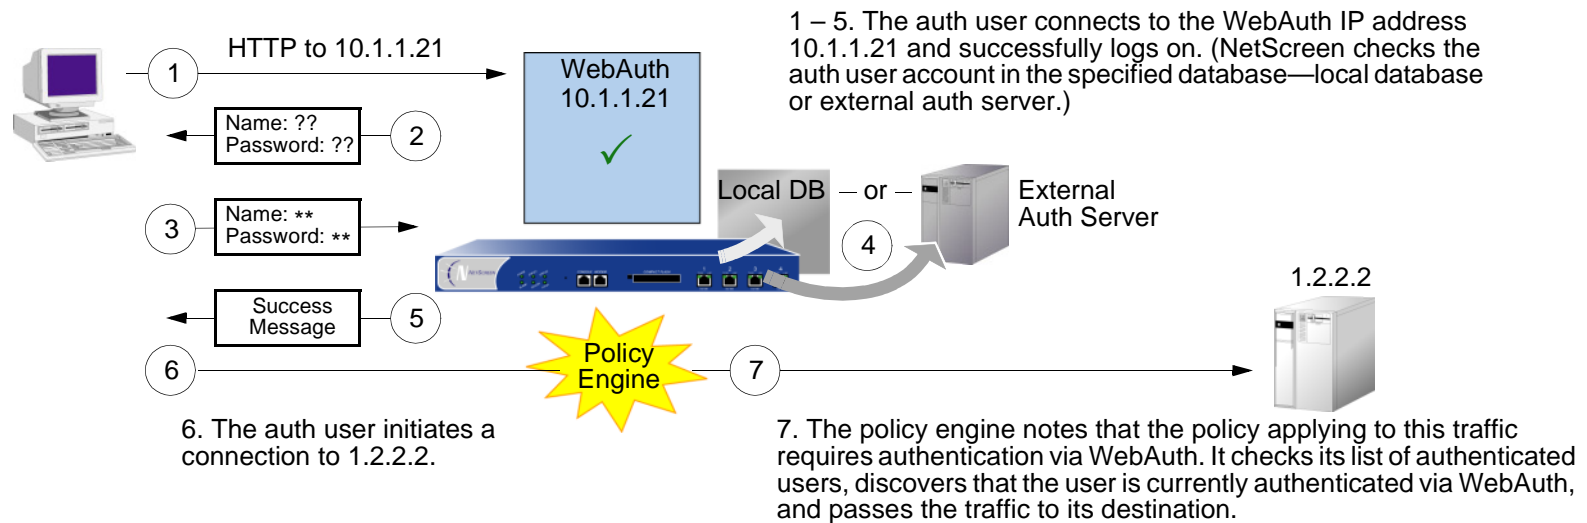 1 – 5. The auth user connects to the WebAuth IP address
10.1.1.21 and successfully logs on. (NetScreen checks the
auth user account in the specified database—local database
or external auth server.)
HTTP to 10.1.1.21
1
WebAuth
10.1.1.21
Name: ??
Password: ??
2
Local DB
or
External
Auth Server
3
Name: **
Password: **
4
NETSCREEN
1.2.2.2
Success
Message
5
6
Policy
Engine
7
6. The auth user initiates a
connection to 1.2.2.2.
7. The policy engine notes that the policy applying to this traffic
requires authentication via WebAuth. It checks its list of authenticated
users, discovers that the user is currently authenticated via WebAuth,
and passes the traffic to its destination.